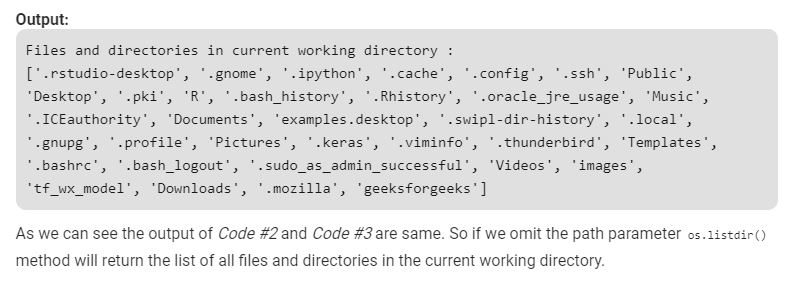 Output:
Files and directories in current working directory :
['.rstudio-desktop', '.gnome', '.ipython', '.cache', '.config', '.ssh', 'Public',
'Desktop', '.pki', 'R', '.bash_history', '.Rhistory', '.oracle_jre_usage', 'Music',
'.ICEauthority', 'Documents', 'examples.desktop', '.swipl-dir-history', '.local',
'.gnupg', '.profile', 'Pictures', '.keras', '.viminfo', '.thunderbird', 'Templates',
'.bashrc', '.bash_logout', '.sudo_as_admin_successful', 'Videos', 'images',
'tf_wx_model', 'Downloads', '.mozilla', 'geeksforgeeks']
As we can see the output of Code #2 and Code #3 are same. So if we omit the path parameter os.listdir()
method will return the list of all files and directories in the current working directory.